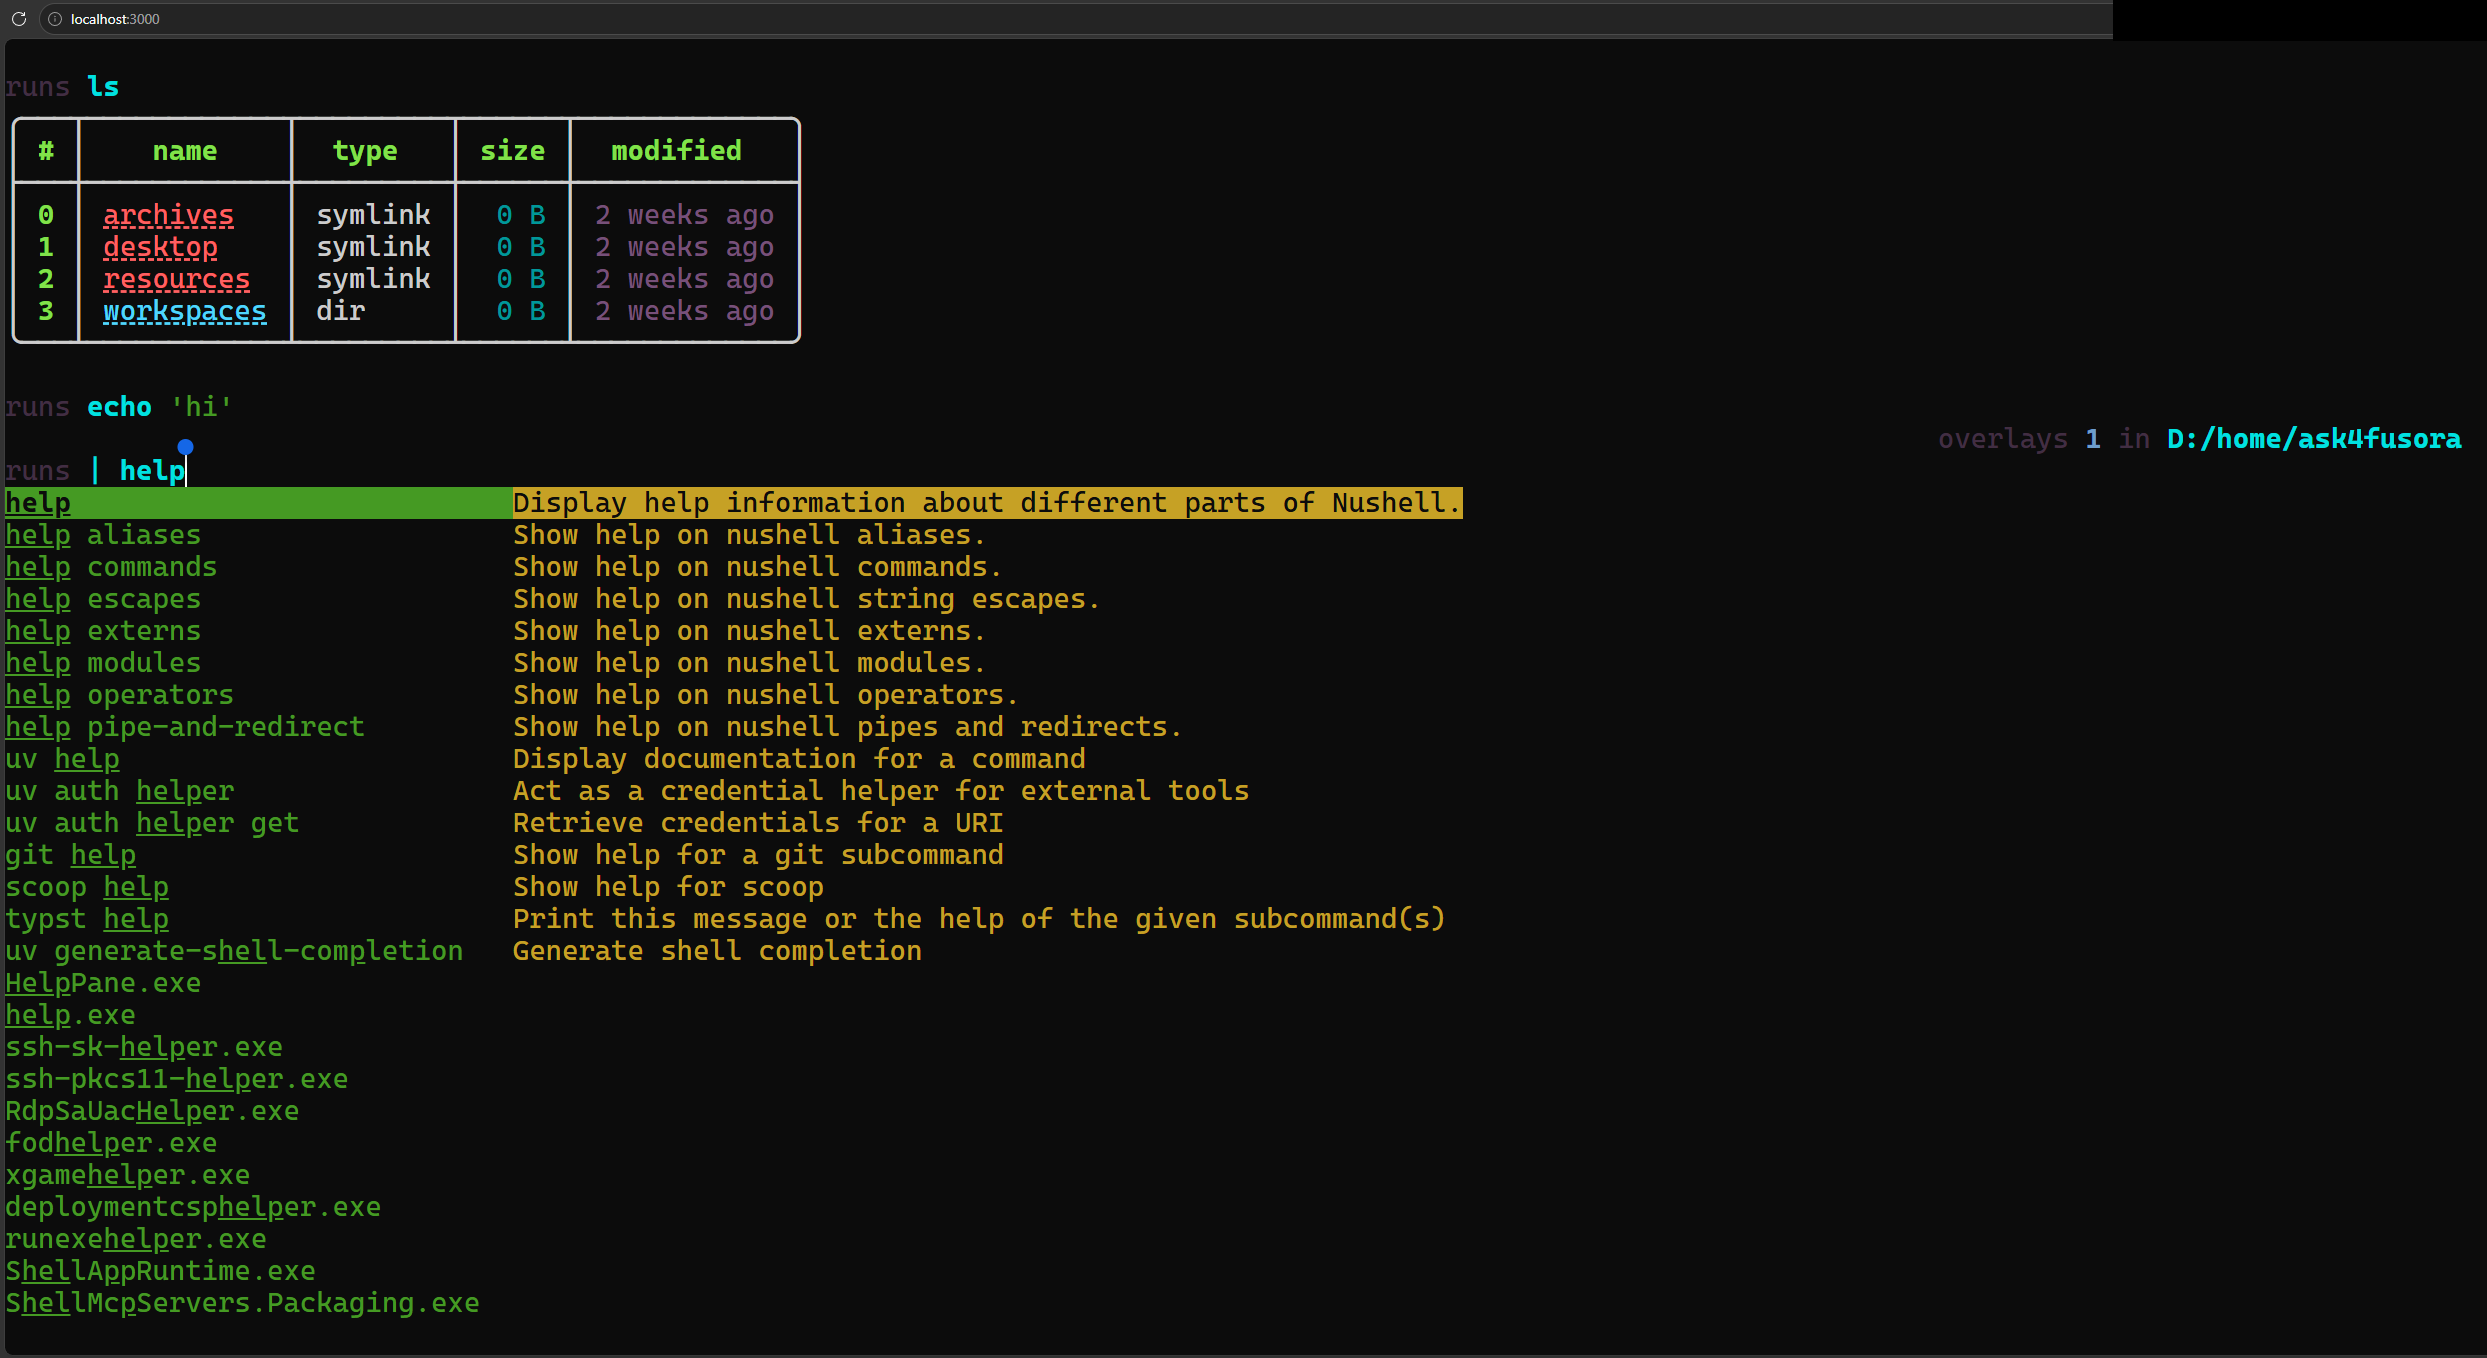 localhost:3000
runs ls
# name type size modified
0 archives symlink 0 B 2 weeks ago
1 desktop symlink 0 B 2 weeks ago
2 resources symlink 0 B 2 weeks ago
3 workspaces dir 0 B 2 weeks ago
runs echo 'hi'
overlays 1 in D:/home/ask4fusora
runs | help
help Display help information about different parts of Nushell.
help aliases Show help on nushell aliases.
help commands Show help on nushell commands.
help escapes Show help on nushell string escapes.
help externs Show help on nushell externs.
help modules Show help on nushell modules.
help operators Show help on nushell operators.
help pipe-and-redirect Show help on nushell pipes and redirects.
uv help Display documentation for a command
uv auth helper Act as a credential helper for external tools
uv auth helper get Retrieve credentials for a URI
git help Show help for a git subcommand
scoop help Show help for scoop
typst help Print this message or the help of the given subcommand(s)
uv generate-shell-completion Generate shell completion
HelpPane.exe
help.exe
ssh-sk-helper.exe
ssh-pkcs11-helper.exe
RdpSaUacHelper.exe
fodhelper.exe
xgamehelper.exe
deploymentcsphelper.exe
runexehelper.exe
ShellAppRuntime.exe
ShellMcpServers.Packaging.exe